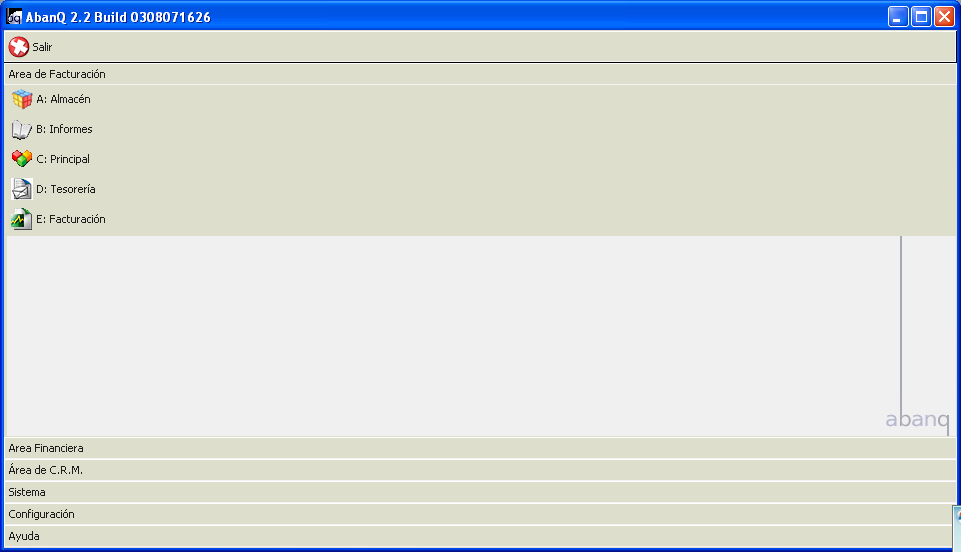 AbanQ 2.2 Build 0308071626
Salir
Area de Facturación
A: Almacén
B: Informes
C: Principal
D: Tesorería
E: Facturación
abanq
Area Financiera
Área de C.R.M.
Sistema
Configuración
Ayuda